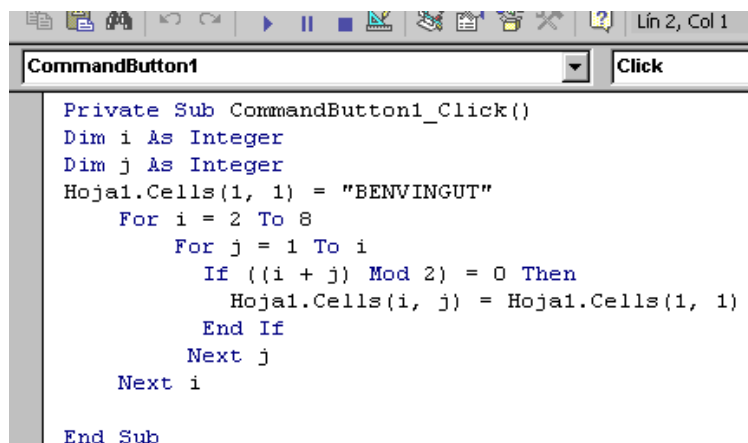 Lín 2, Col 1
CommandButton1 Click
Private Sub CommandButton1_Click()
Dim i As Integer
Dim j As Integer
Hoja1.Cells(1, 1) = "BENVINGUT"
For i = 2 To 8
For j = 1 To i
If ((i + j) Mod 2) = 0 Then
Hoja1.Cells(i, j) = Hoja1.Cells(1, 1)
End If
Next j
Next i
End Sub